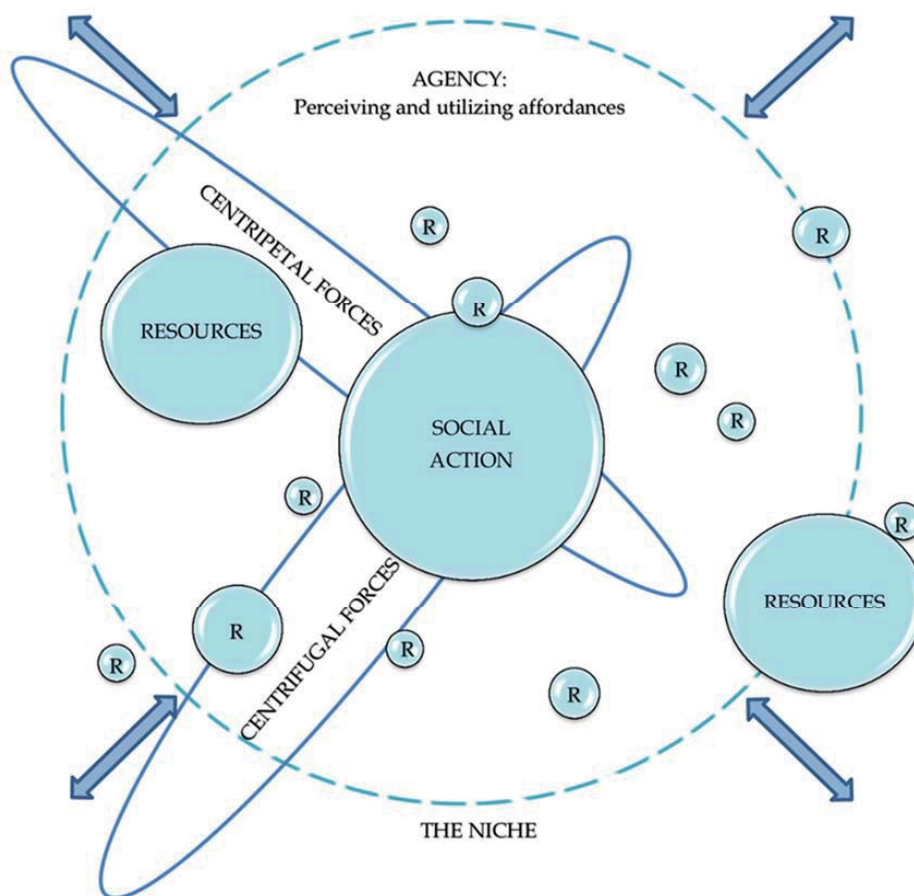 AGENCY:
Perceiving and utilizing affordances
CENTRIPETAL FORCES
R
R
R
RESOURCES
R
R
SOCIAL
ACTION
R
R
RESOURCES
R
CENTRIFUGAL FORCES
R
R
R
THE NICHE